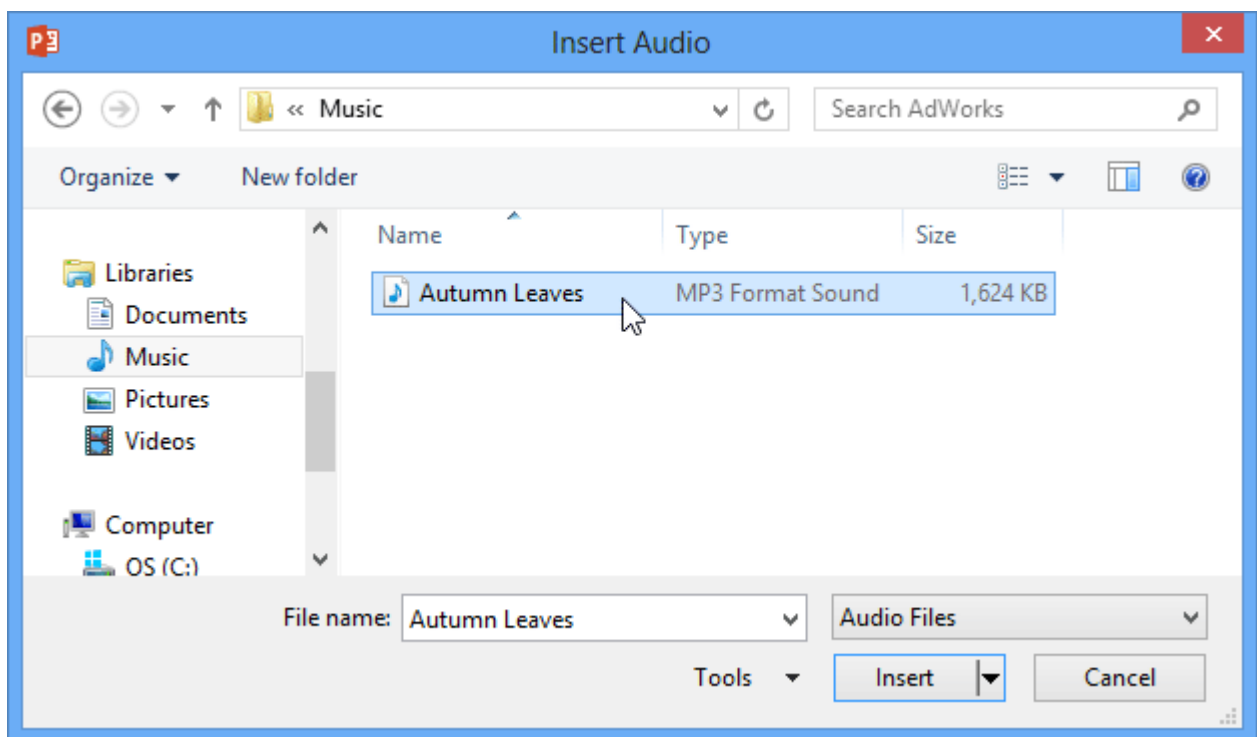 Insert Audio
« Music
Search AdWorks
Organize
New folder
Name Type Size
Libraries
Documents
Music
Pictures
Videos
Computer
OS (C:)
Autumn Leaves MP3 Format Sound 1,624 KB
File name: Autumn Leaves Audio Files
Tools Insert Cancel